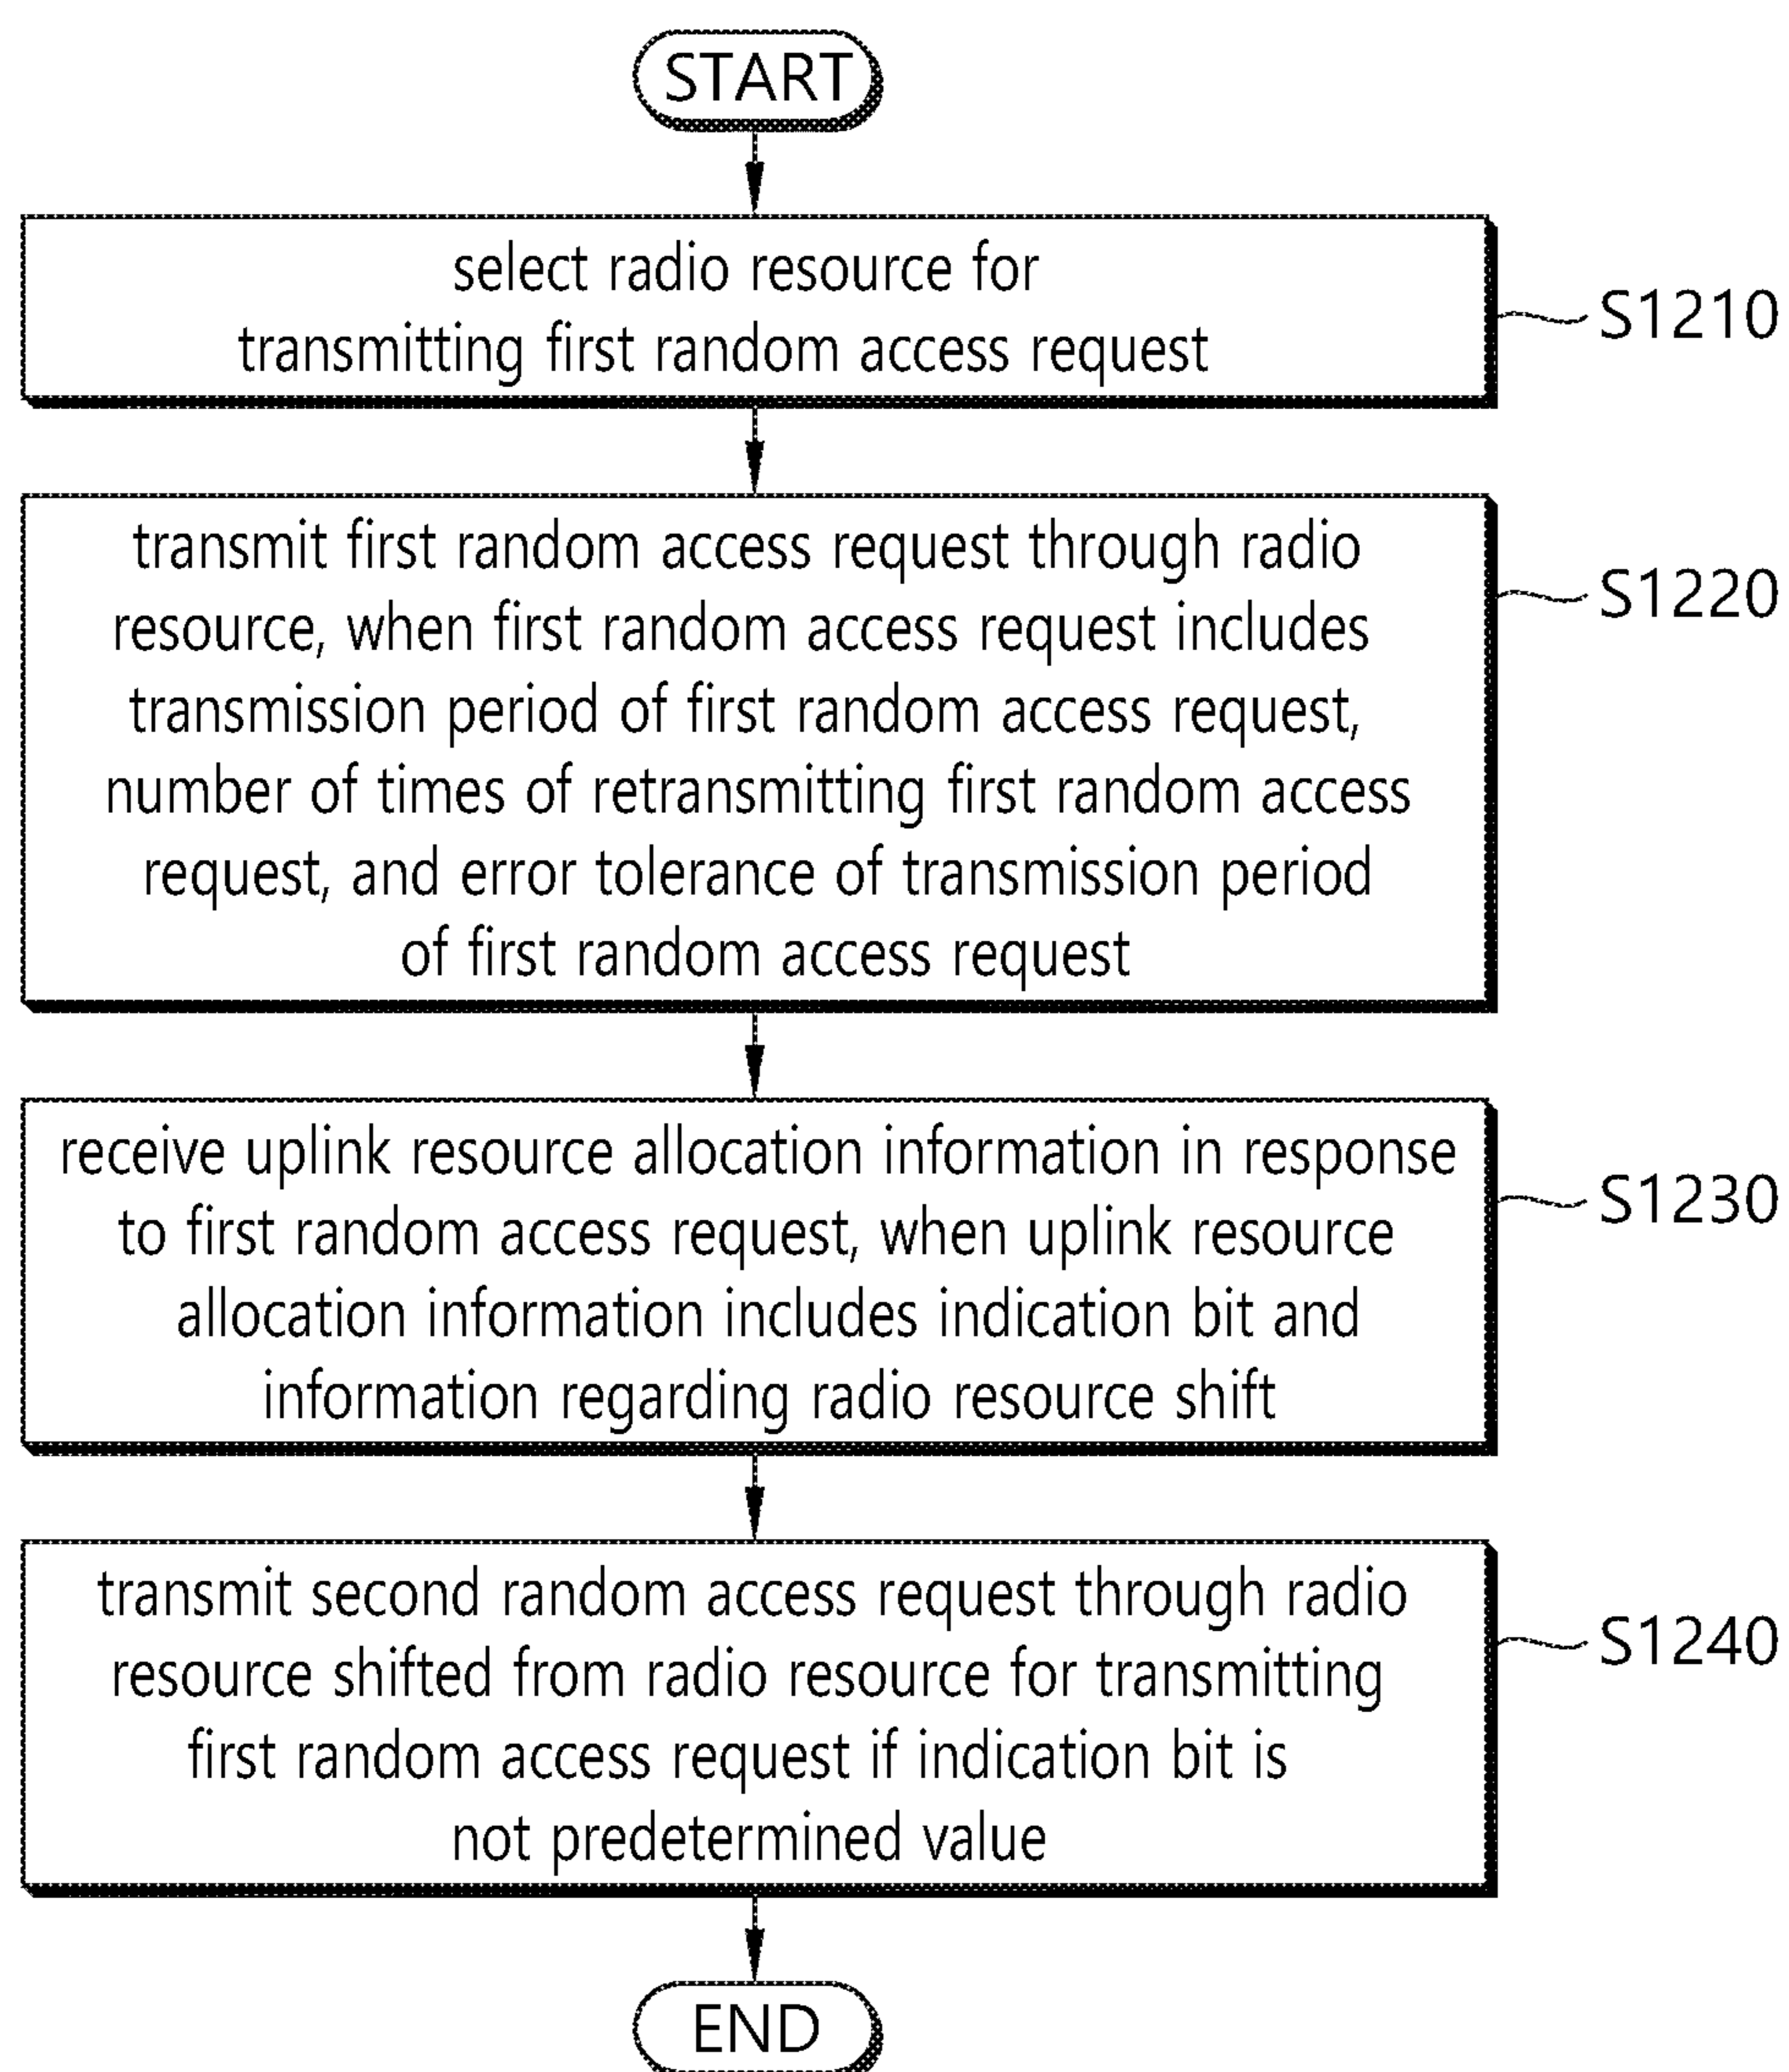 START
select radio resource for
transmitting first random access request
S1210
transmit first random access request through radio
resource, when first random access request includes
transmission period of first random access request,
number of times of retransmitting first random access
request, and error tolerance of transmission period
of first random access request
S1220
receive uplink resource allocation information in response
to first random access request, when uplink resource
allocation information includes indication bit and
information regarding radio resource shift
S1230
transmit second random access request through radio
resource shifted from radio resource for transmitting
first random access request if indication bit is
not predetermined value
S1240
END